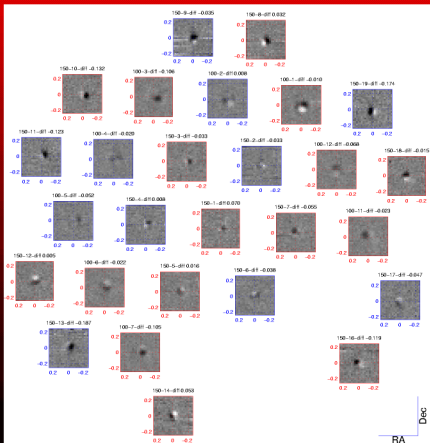 150-9-diff -0.035
150-8-diff 0.032
150-10-diff -0.132
100-3-diff -0.106
100-2-diff 0.008
100-1-diff -0.010
150-19-diff -0.174
150-11-diff -0.123
100-4-diff -0.020
150-3-diff -0.033
150-2-diff -0.033
100-12-diff -0.068
150-18-diff -0.015
100-5-diff -0.052
150-4-diff 0.008
150-1-diff 0.070
150-7-diff -0.055
100-11-diff -0.023
150-12-diff 0.005
100-6-diff -0.022
150-5-diff 0.016
150-6-diff -0.038
150-17-diff -0.047
150-13-diff -0.187
100-7-diff -0.105
150-16-diff -0.119
150-14-diff 0.053
0.2 0 -0.2
Dec
RA